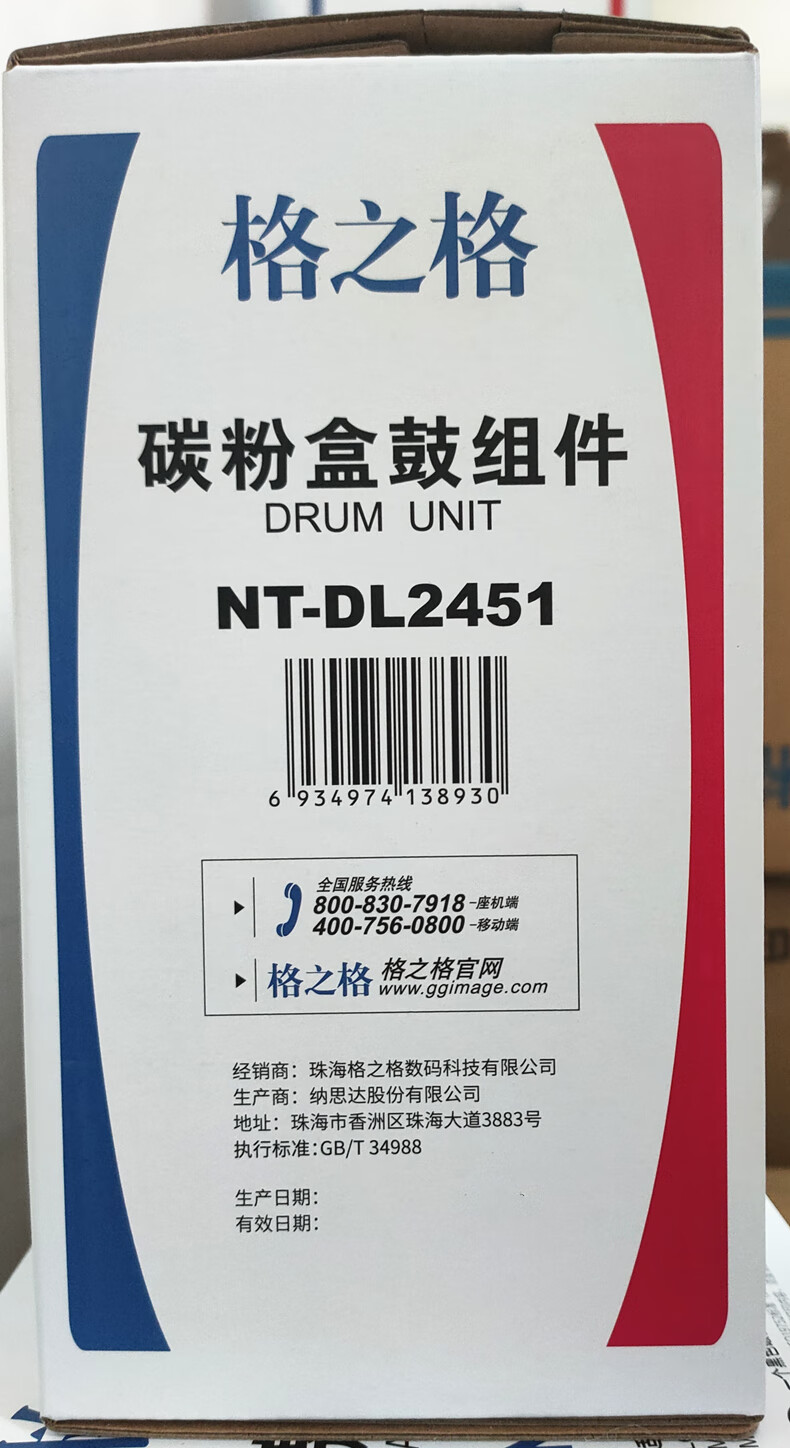 格之格
碳粉盒鼓组件
DRUM UNIT
NT-DL2451
6 934974 138930
全国服务热线
800-830-7918-座机端
400-756-0800-移动端
格之格 格之格官网
www.ggimage.com
经销商：珠海格之格数码科技有限公司
生产商：纳思达股份有限公司
地址：珠海市香洲区珠海大道3883号
执行标准:GB/T 34988
生产日期：
有效日期：